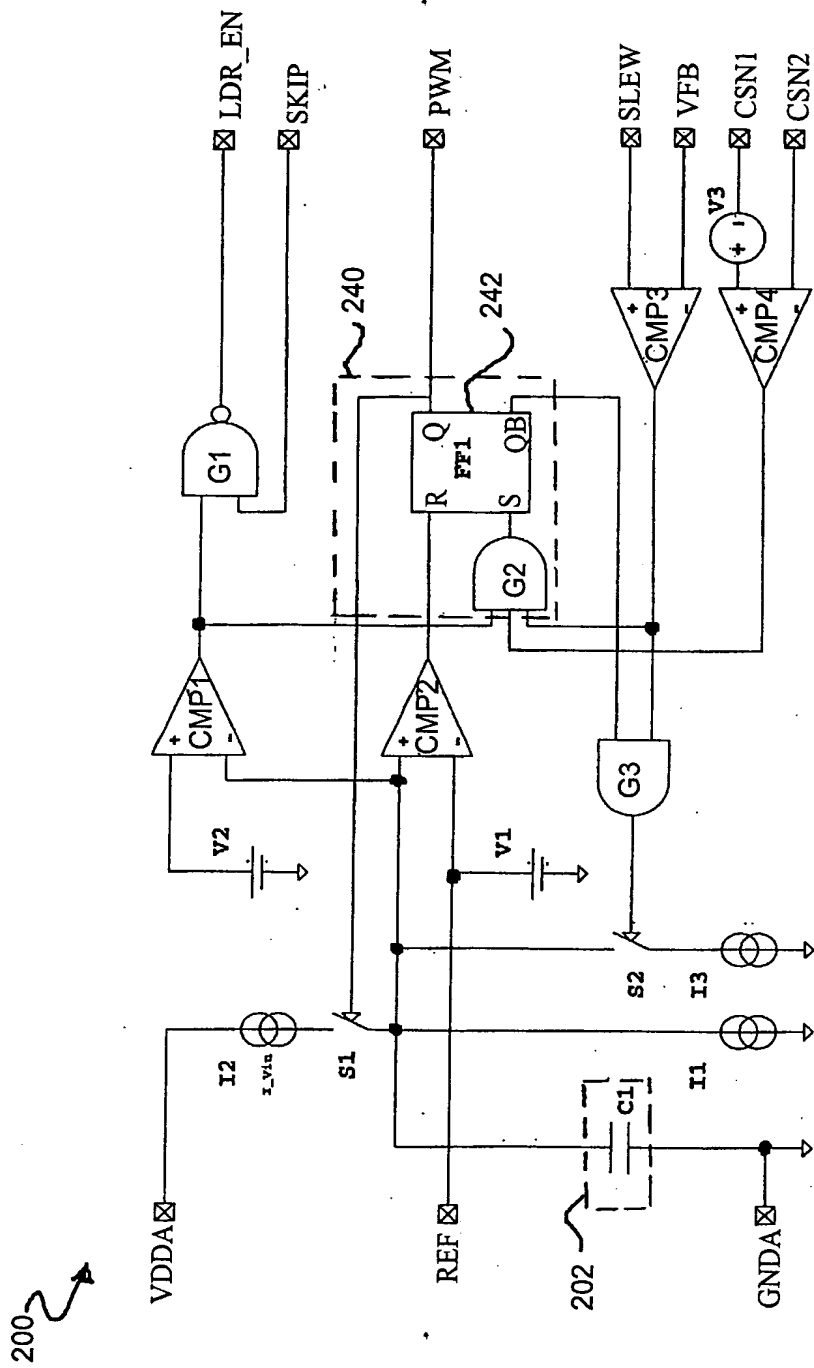 200
VDDA
REF
GNDA
202
C1
I2
I_Vin
S1
I1
S2
I3
V2
V1
G3
+
-
CMP1
+
-
CMP2
G1
G2
R
Q
S
QB
FF1
240
242
+
-
CMP3
+
-
CMP4
V3
+ -
LDR_EN
SKIP
PWM
SLEW
VFB
CSN1
CSN2